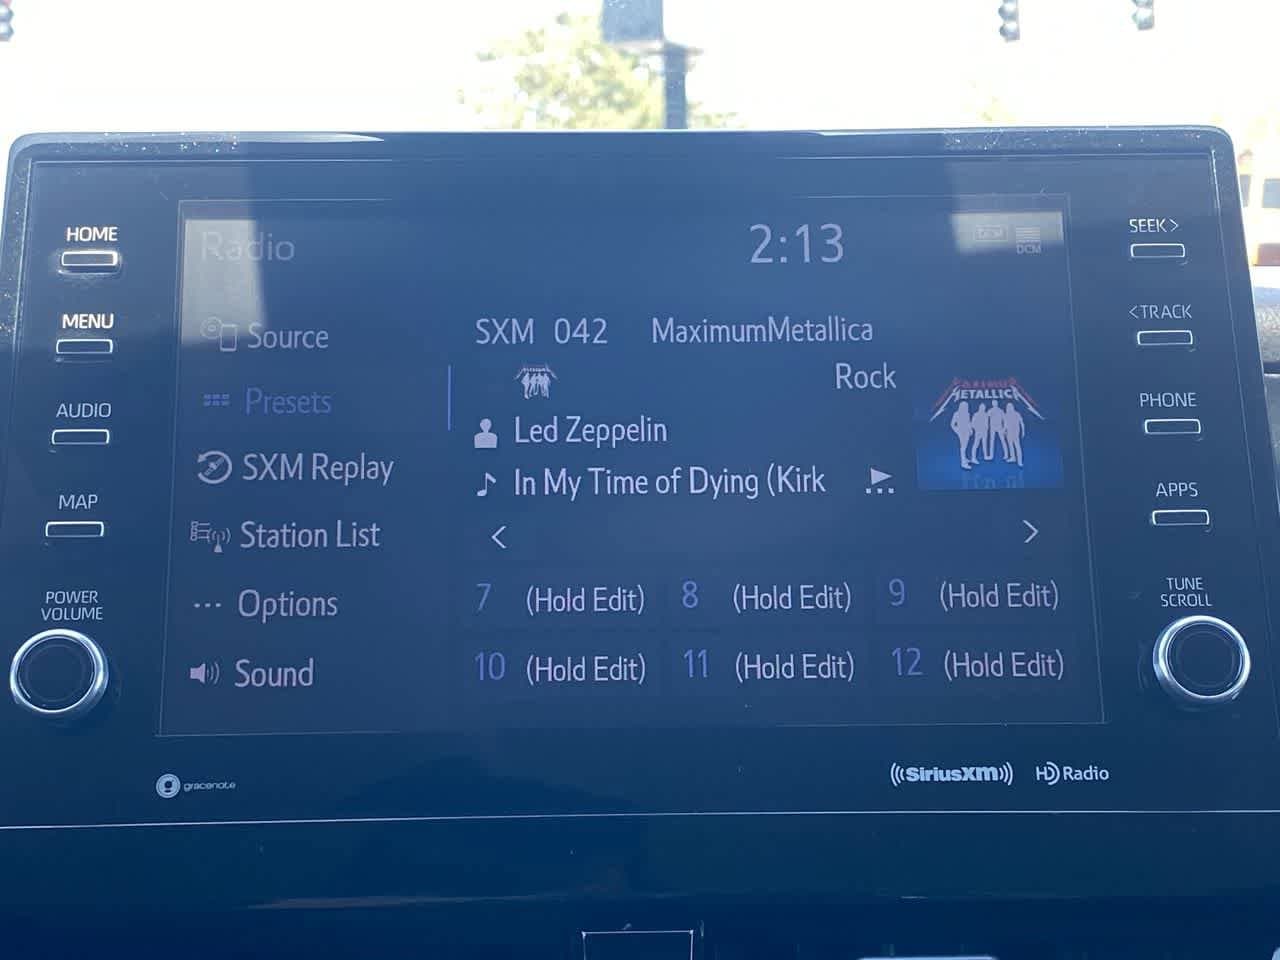 Radio
2:13
DCM
HOME
MENU
AUDIO
MAP
POWER
VOLUME
Source
Presets
SXM Replay
Station List
... Options
Sound
SXM 042 MaximumMetallica
Rock
Led Zeppelin
In My Time of Dying (Kirk
MAXIMUM
METALLICA
< >
7 (Hold Edit) 8 (Hold Edit) 9 (Hold Edit)
10 (Hold Edit) 11 (Hold Edit) 12 (Hold Edit)
SEEK >
< TRACK
PHONE
APPS
TUNE
SCROLL
gracenote
((SiriusXM))
HD Radio